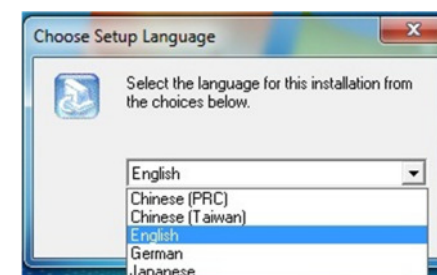 Choose Setup Language
Select the language for this installation from
the choices below.
English
Chinese (PRC)
Chinese (Taiwan)
English
German
Japanese